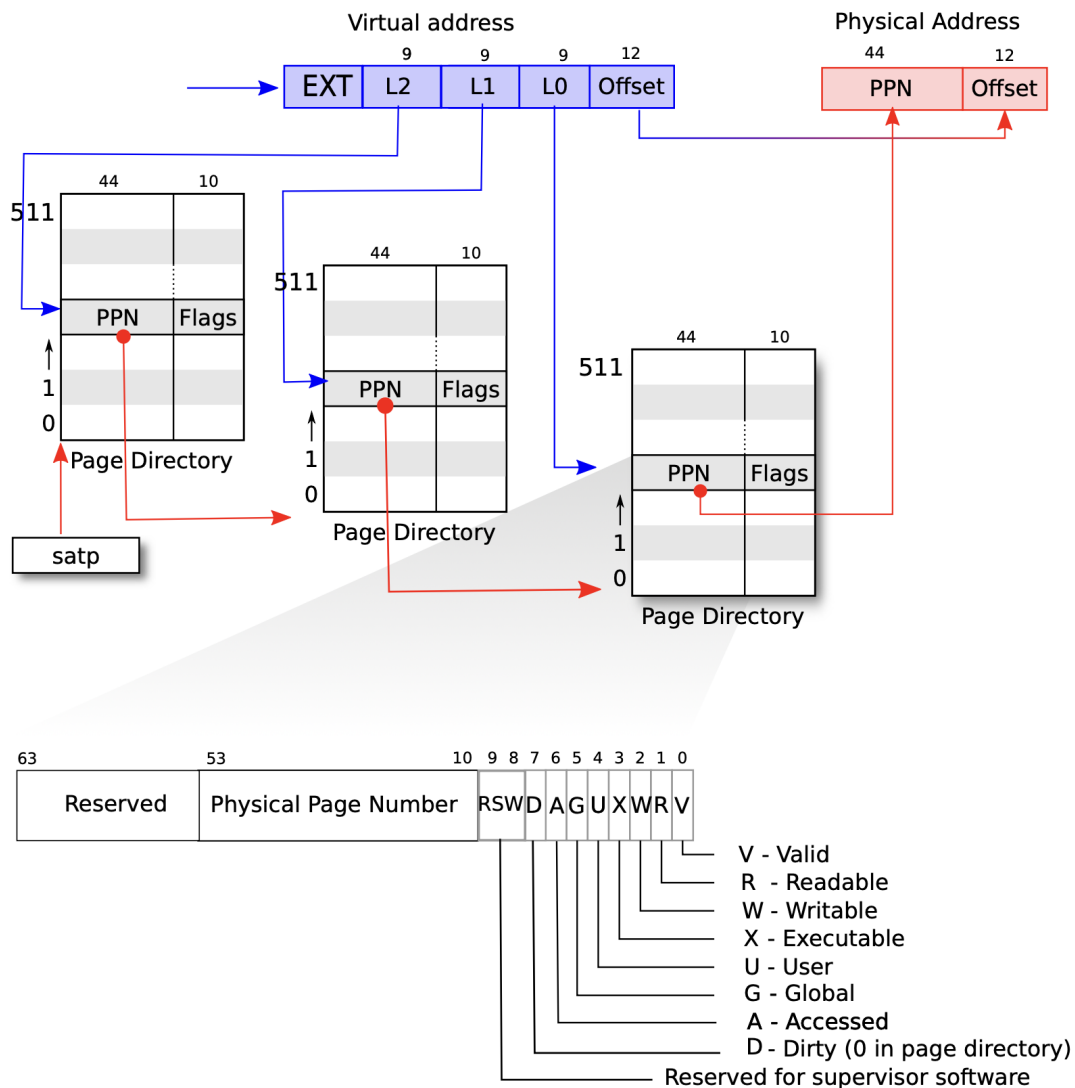 Virtual address
Physical Address
9 9 9 12
44 12
EXT L2 L1 L0 Offset
PPN Offset
44 10
511
PPN Flags
1
0
Page Directory
satp
44 10
511
PPN Flags
1
0
Page Directory
44 10
511
PPN Flags
1
0
Page Directory
63 53 10 9 8 7 6 5 4 3 2 1 0
Reserved Physical Page Number RSW D A G U X W R V
V - Valid
R - Readable
W - Writable
X - Executable
U - User
G - Global
A - Accessed
D - Dirty (0 in page directory)
Reserved for supervisor software